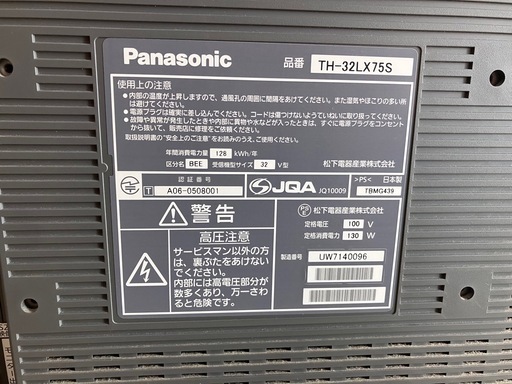 Panasonic 品番 TH-32LX75S
使用上の注意
●内部の温度が上昇しますので、通風孔の周囲に間隔をあけてください。また湿気やほこりの多い所は避けてください。
●電源プラグは確実に差し込んでください。コードは傷つけないようていねいに取り扱ってください。
●故障や異常が発生したときや内部に異物や水などが入ったときは、すぐに電源プラグをコンセントから抜いて、販売店に修理をご依頼ください。
取扱説明書の"安全上のご注意"をお読みのうえ、ご使用ください。
年間消費電力量 128 kWh/年
区分名 BEE 受信機型サイズ 32 V型 松下電器産業株式会社
認証番号 <PS< 日本製
T A06-0508001 JQA JQ10009 TBMG439
警告
高圧注意
サービスマン以外の方は、裏ぶたをあけないでください。
内部には高電圧部分が数多くあり、万一さわると危険です。
PSE 松下電器産業株式会社
定格電圧 100 V
定格消費電力 130 W
製造番号 UW7140096